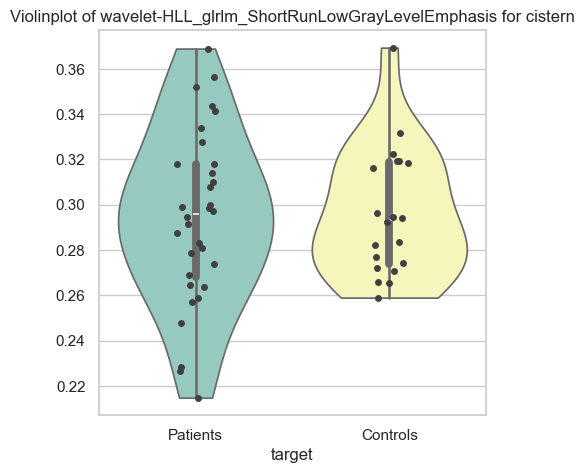 Violinplot of wavelet-HLL_glrlm_ShortRunLowGrayLevelEmphasis for cistern
0.36
0.34
0.32
0.30
0.28
0.26
0.24
0.22
Patients
Controls
target